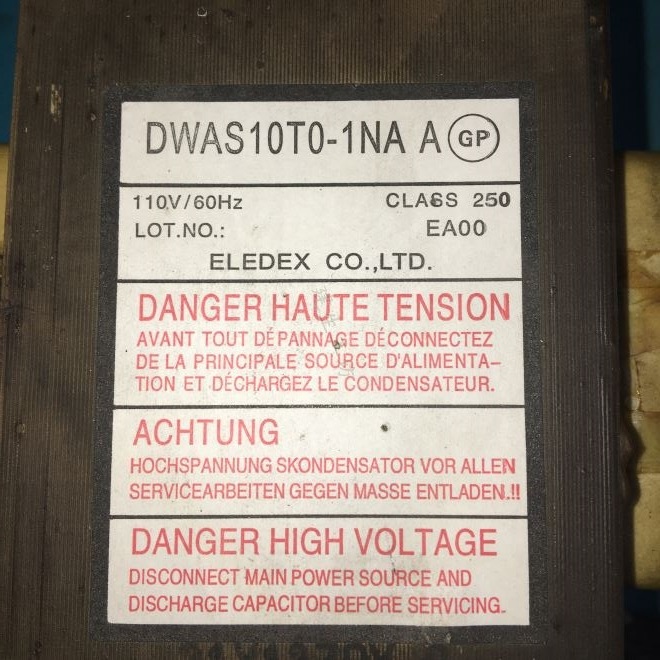 DWAS10T0-1NA A GP
110V/60Hz CLASS 250
LOT.NO.: EA00
ELEDEX CO.,LTD.
DANGER HAUTE TENSION
AVANT TOUT DÉPANNAGE DÉCONNECTEZ
DE LA PRINCIPALE SOURCE D'ALIMENTA-
TION ET DÉCHARGEZ LE CONDENSATEUR.
ACHTUNG
HOCHSPANNUNG SKONDENSATOR VOR ALLEN
SERVICEARBEITEN GEGEN MASSE ENTLADEN.!!
DANGER HIGH VOLTAGE
DISCONNECT MAIN POWER SOURCE AND
DISCHARGE CAPACITOR BEFORE SERVICING.